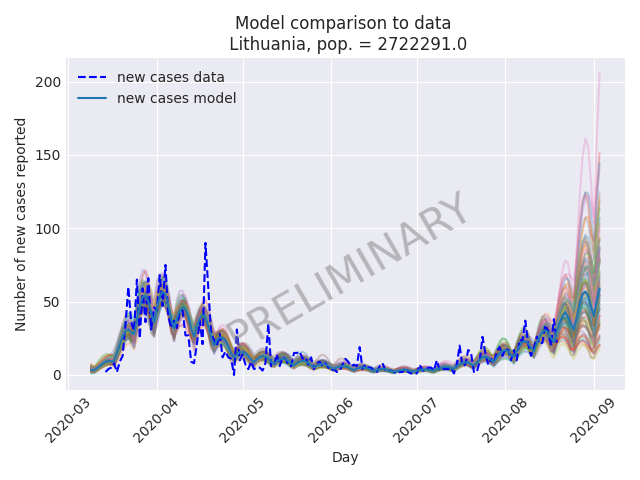 Model comparison to data
Lithuania, pop. = 2722291.0
new cases data
new cases model
Number of new cases reported
200
150
100
50
0
PRELIMINARY
2020-03
2020-04
2020-05
2020-06
2020-07
2020-08
2020-09
Day